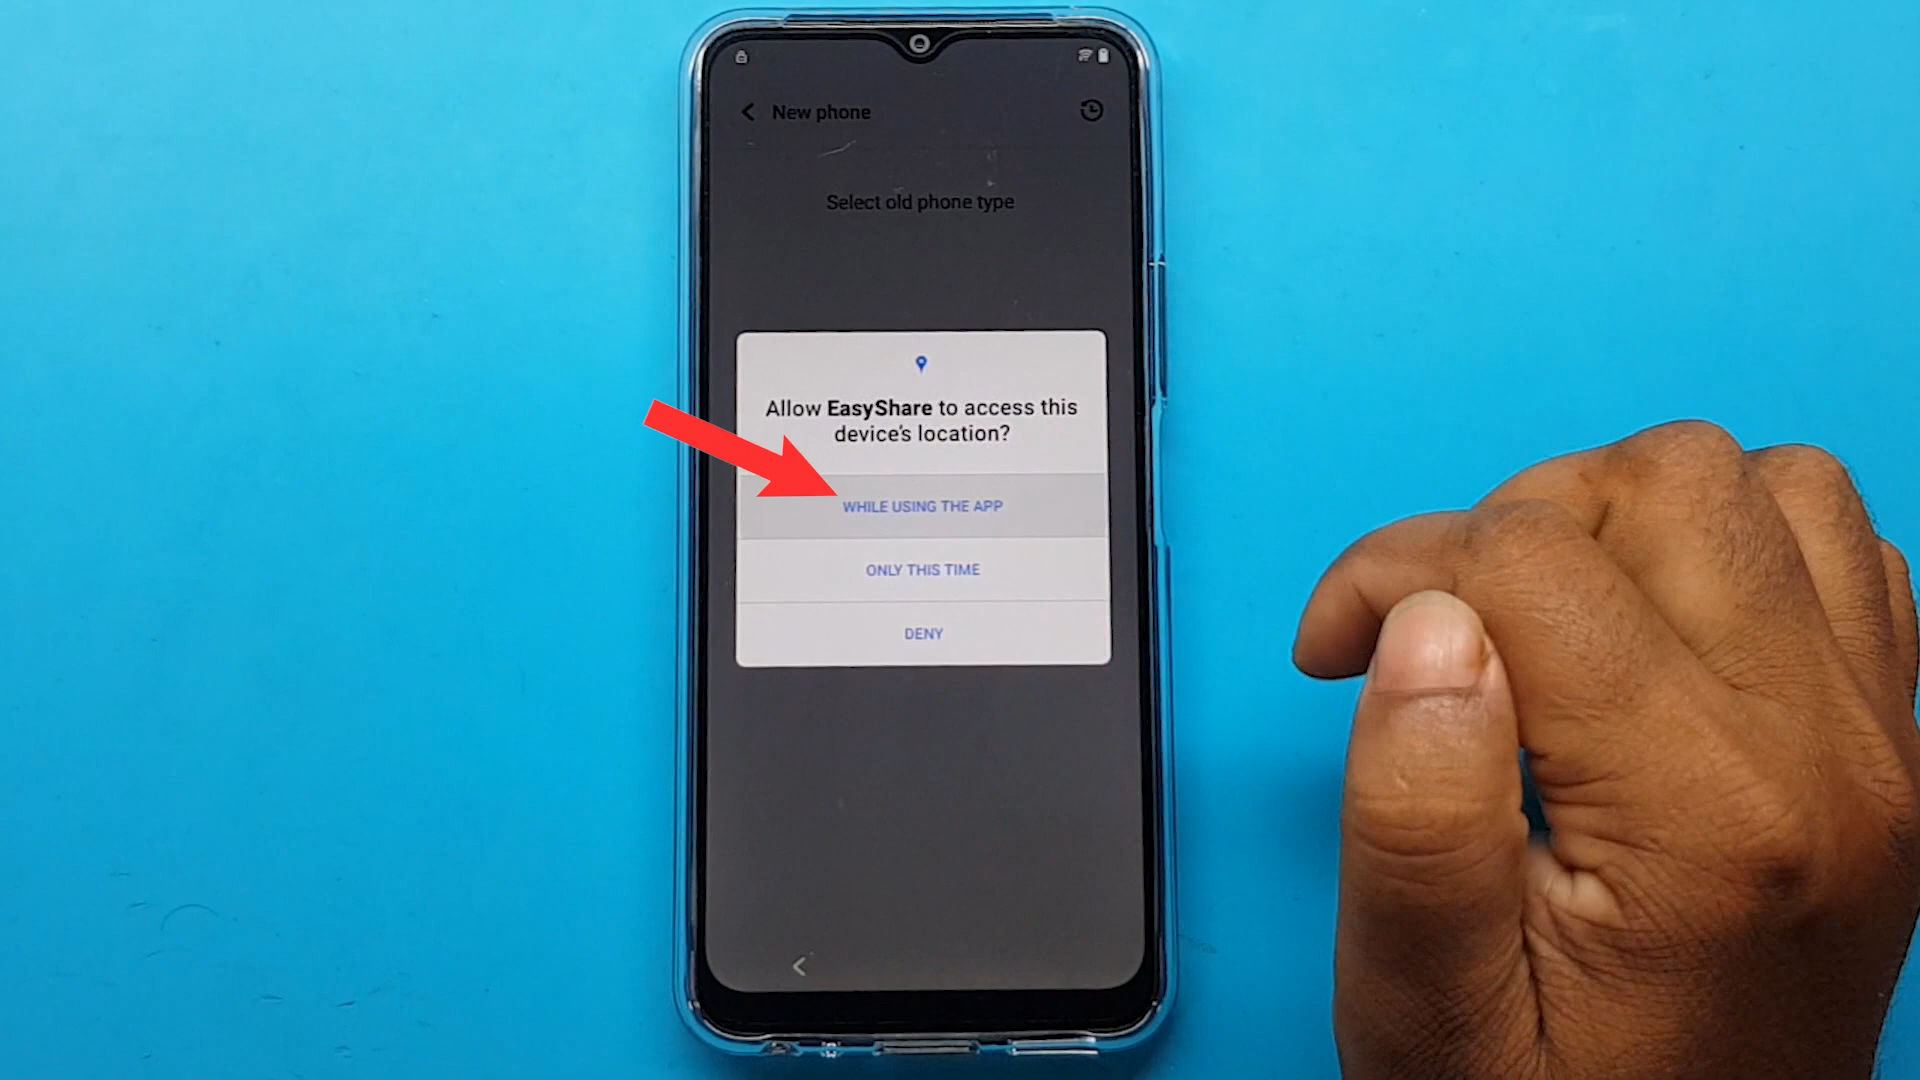 New phone
Select old phone type
Allow EasyShare to access this
device's location?
WHILE USING THE APP
ONLY THIS TIME
DENY